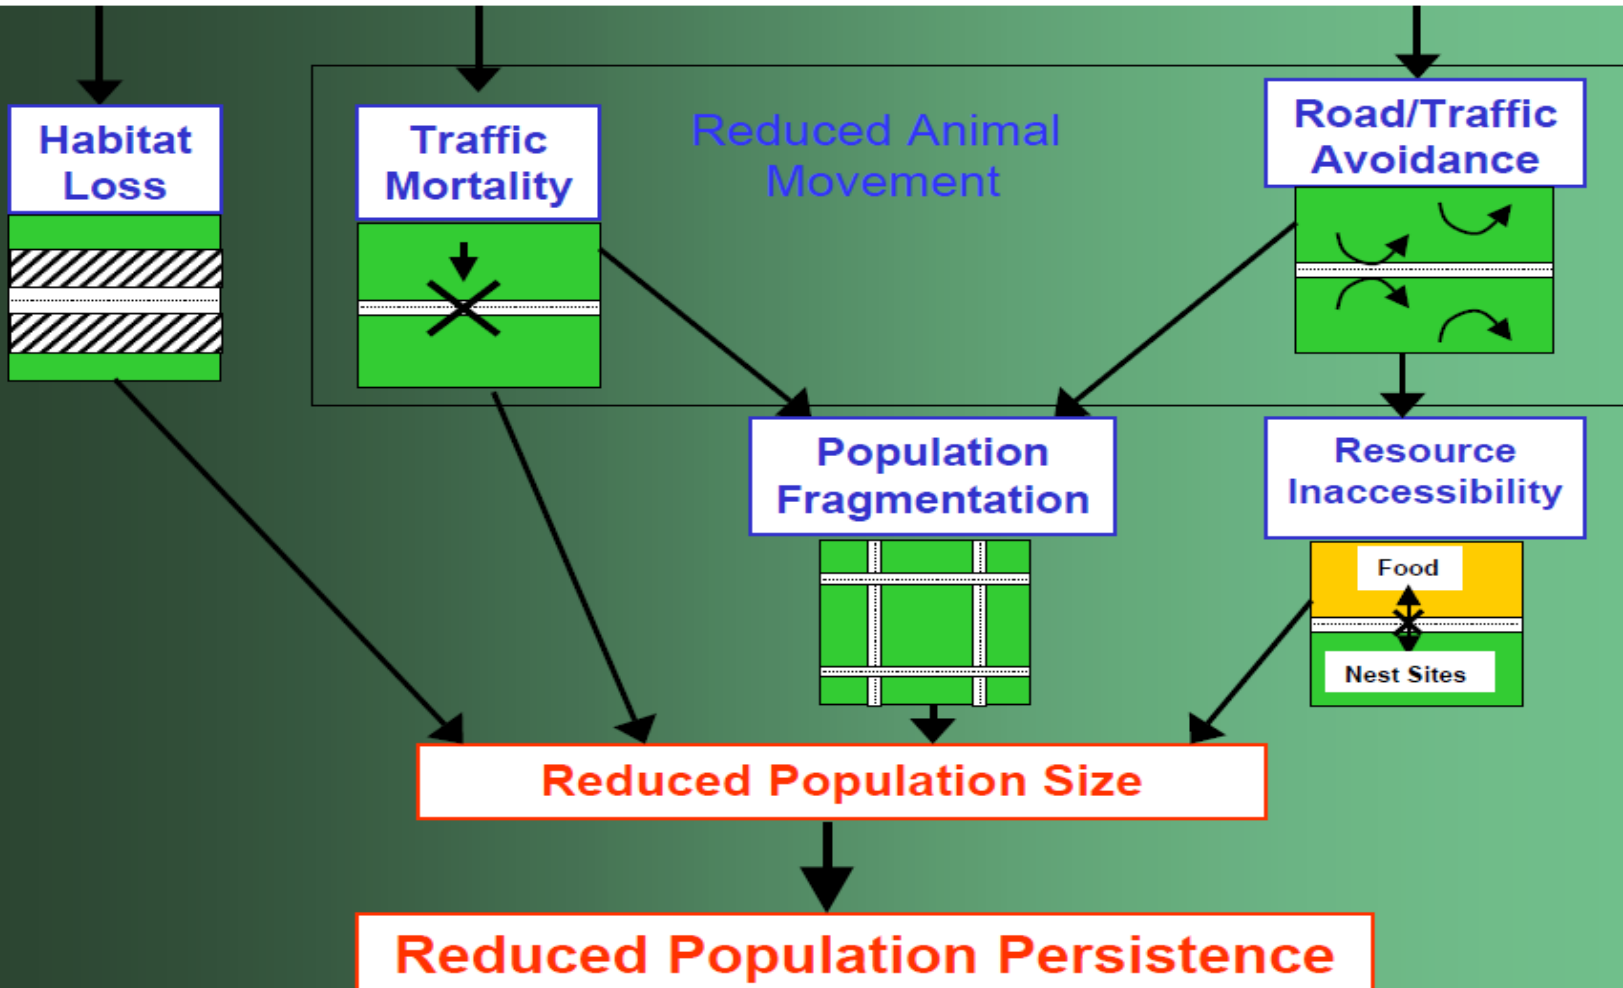 Habitat
Loss
Traffic
Mortality
Reduced Animal
Movement
Road/Traffic
Avoidance
Population
Fragmentation
Resource
Inaccessibility
Food
Nest Sites
Reduced Population Size
Reduced Population Persistence